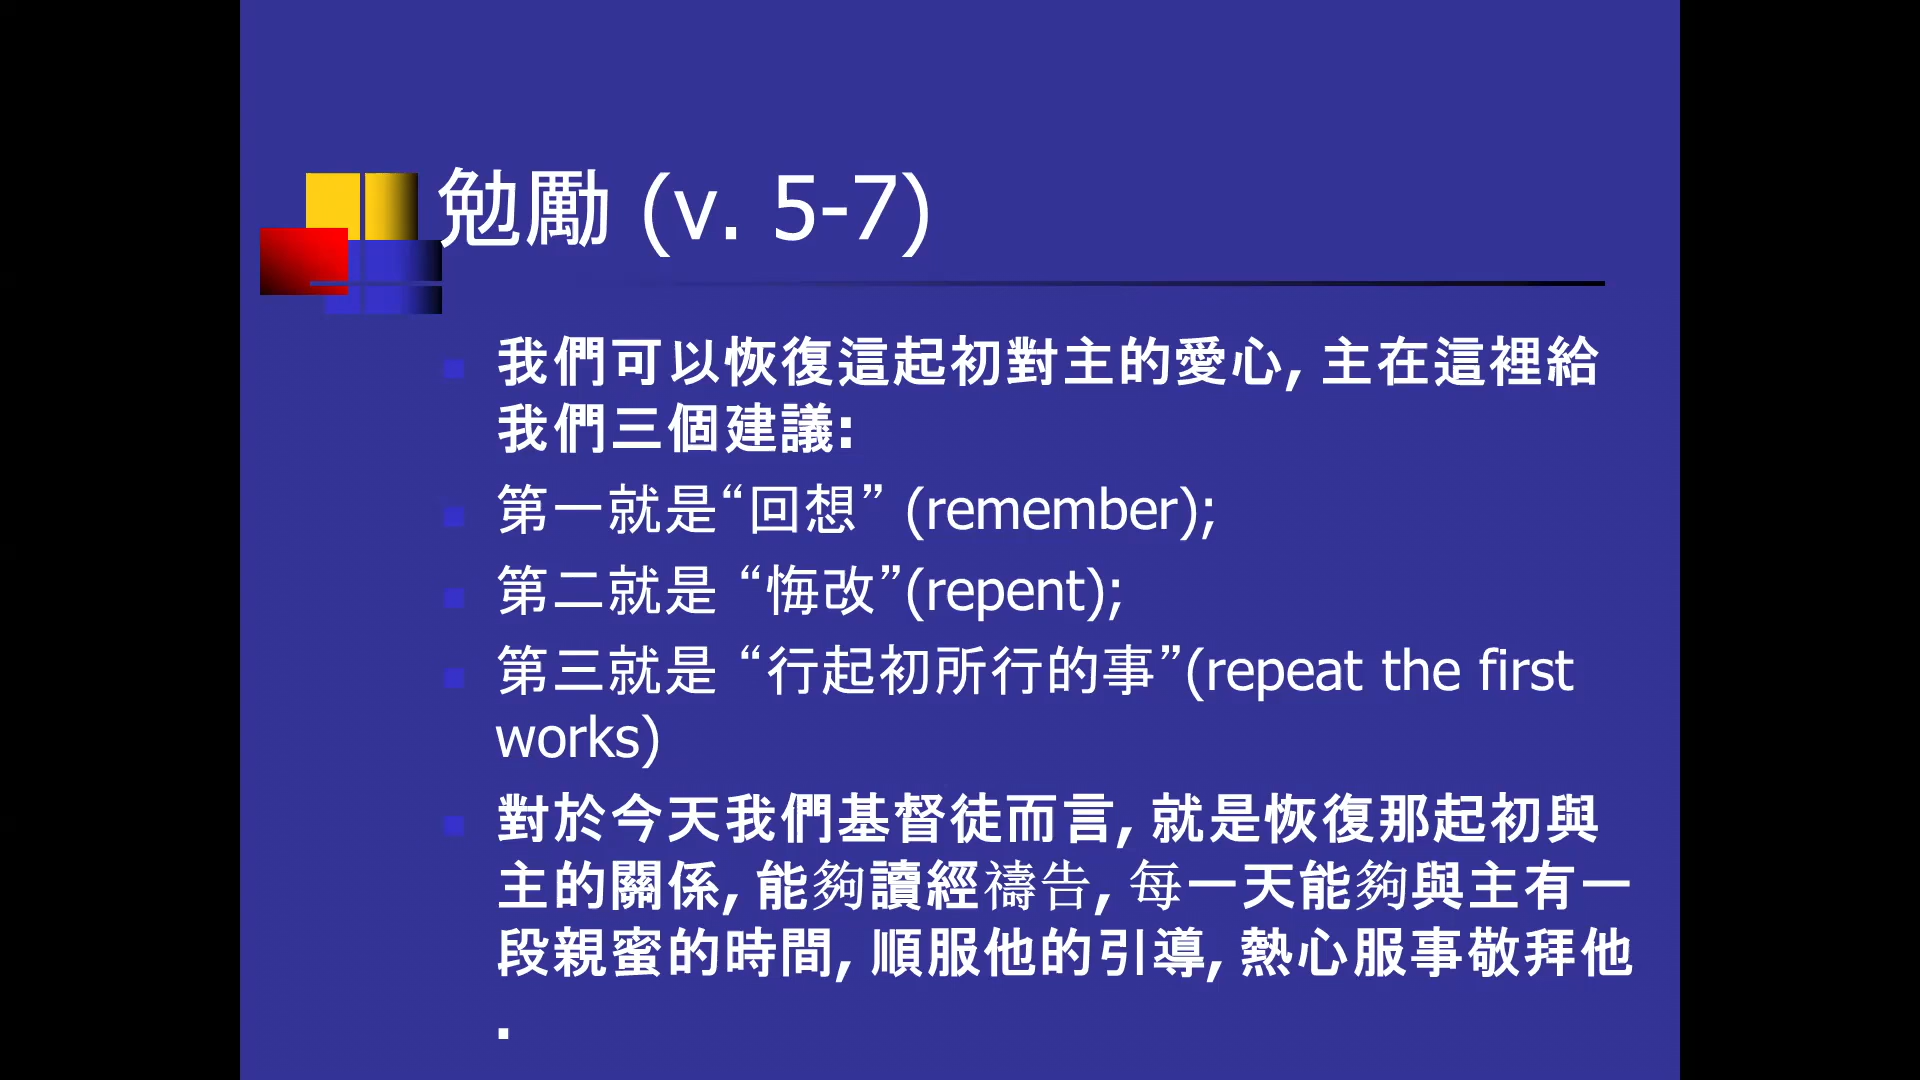 勉勵 (v. 5-7)
我們可以恢復這起初對主的愛心, 主在這裡給
我們三個建議:
第一就是“回想” (remember);
第二就是 “悔改”(repent);
第三就是 “行起初所行的事”(repeat the first
works)
對於今天我們基督徒而言, 就是恢復那起初與
主的關係, 能夠讀經禱告, 每一天能夠與主有一
段親蜜的時間, 順服他的引導, 熱心服事敬拜他
.